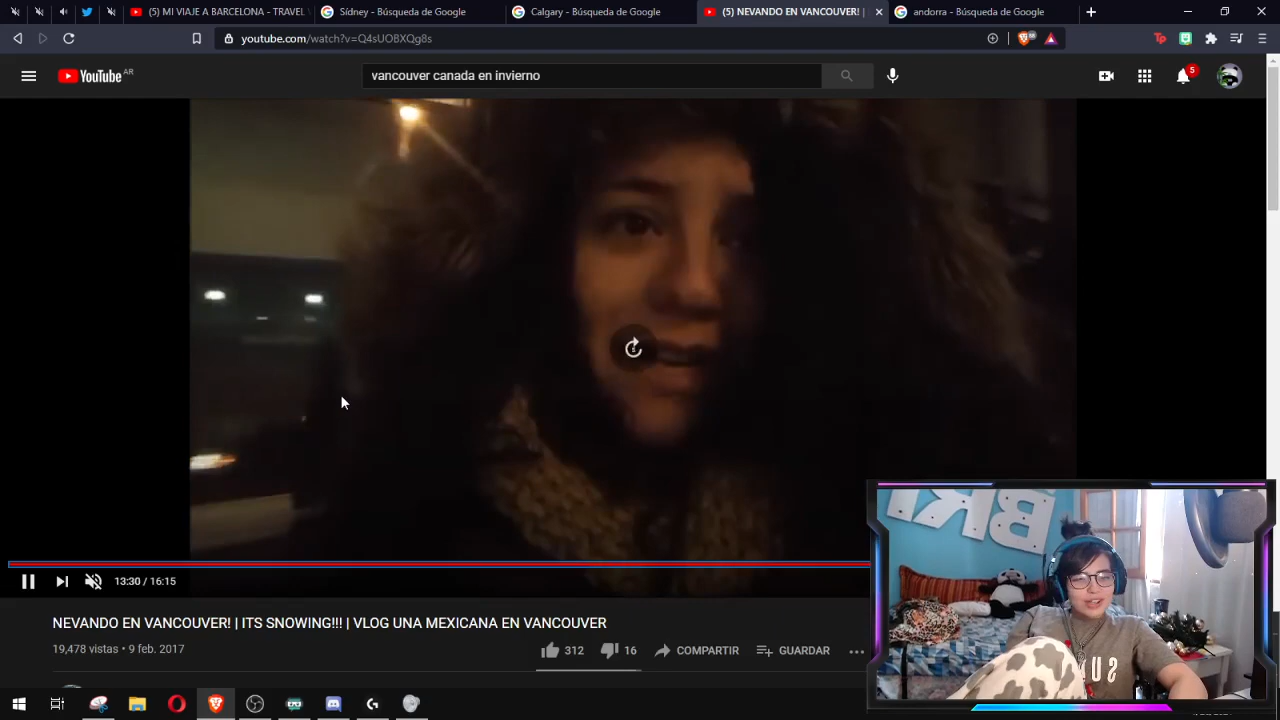 (5) MI VIAJE A BARCELONA - TRAVEL
Sídney - Búsqueda de Google
Calgary - Búsqueda de Google
(5) NEVANDO EN VANCOUVER! |
andorra - Búsqueda de Google
youtube.com/watch?v=Q4sUOBXQg8s
YouTube AR
vancouver canada en invierno
5
13:30 / 16:15
NEVANDO EN VANCOUVER! | ITS SNOWING!!! | VLOG UNA MEXICANA EN VANCOUVER
19,478 vistas • 9 feb. 2017
312
16
COMPARTIR
GUARDAR